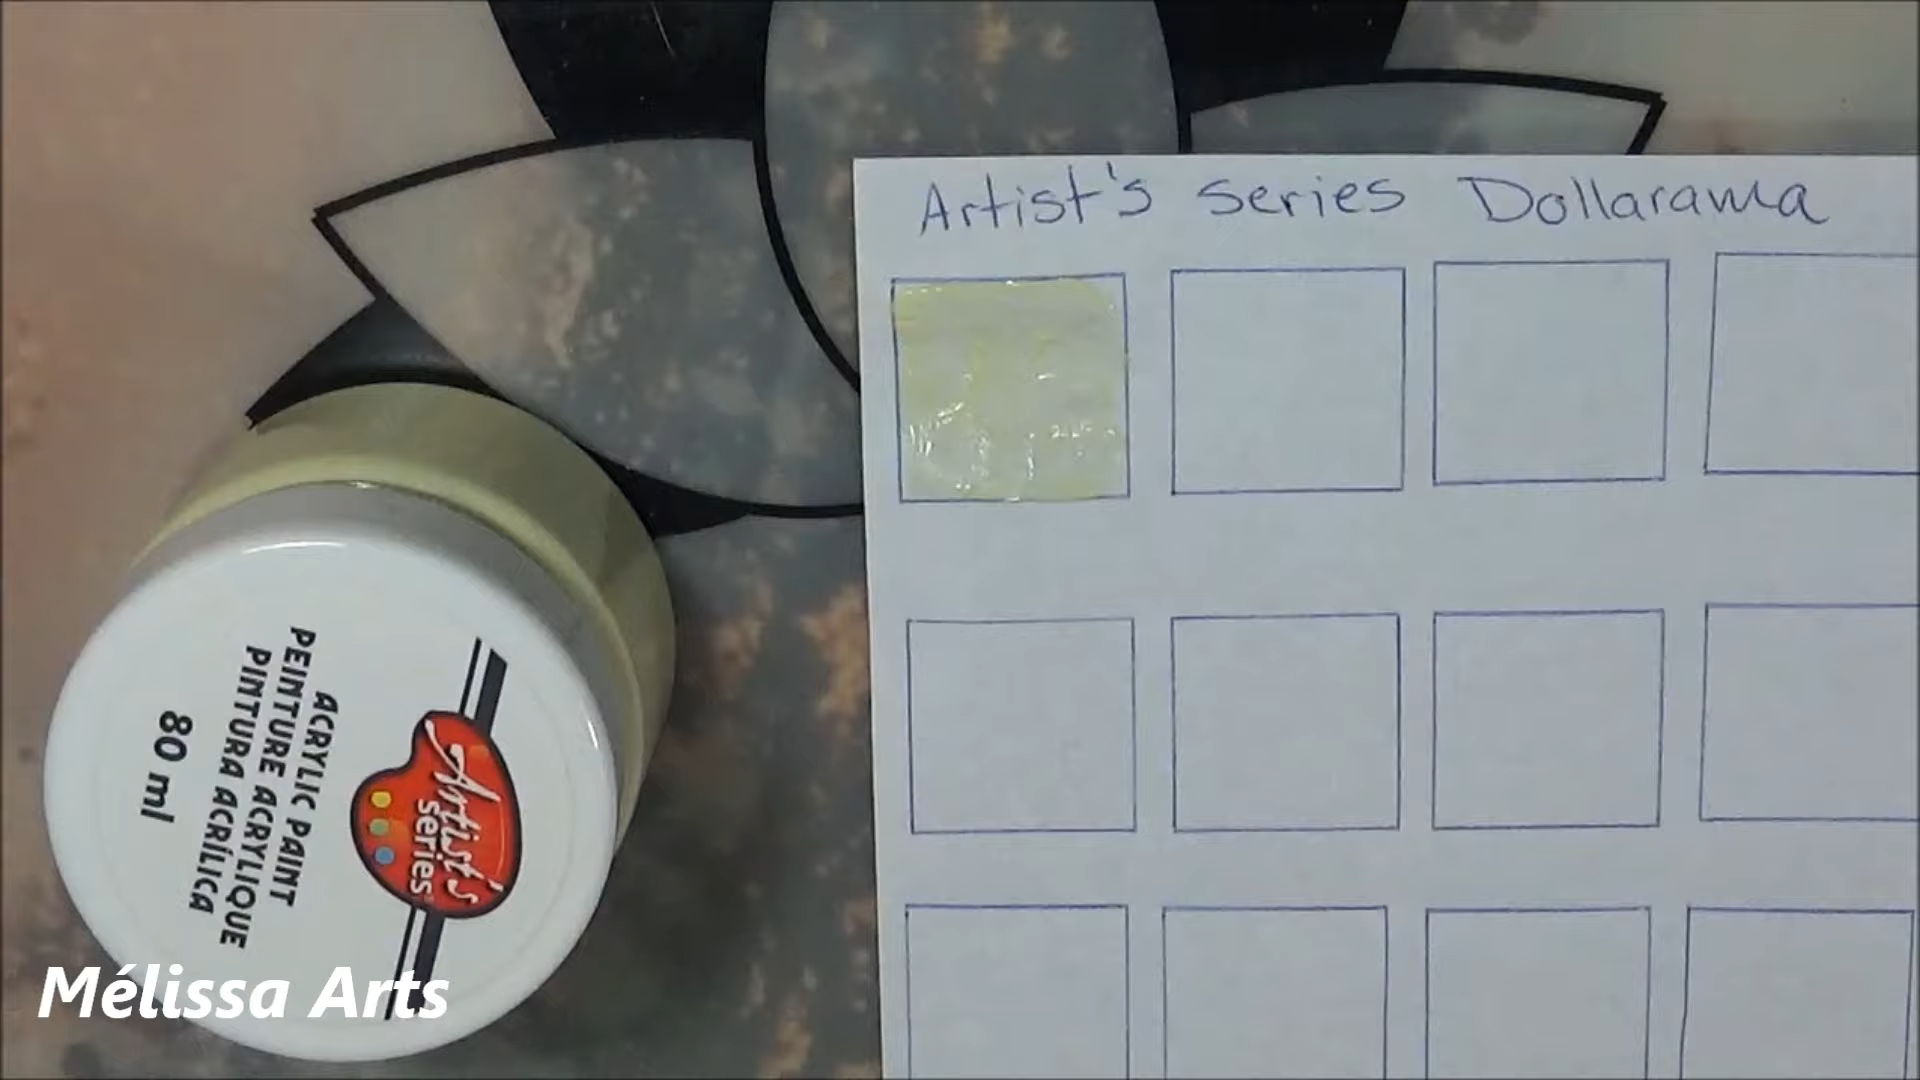 Artist's series Dollarama
ACRYLIC PAINT
PEINTURE ACRYLIQUE
PINTURA ACRÍLICA
80 ml
Artist's
series
Mélissa Arts